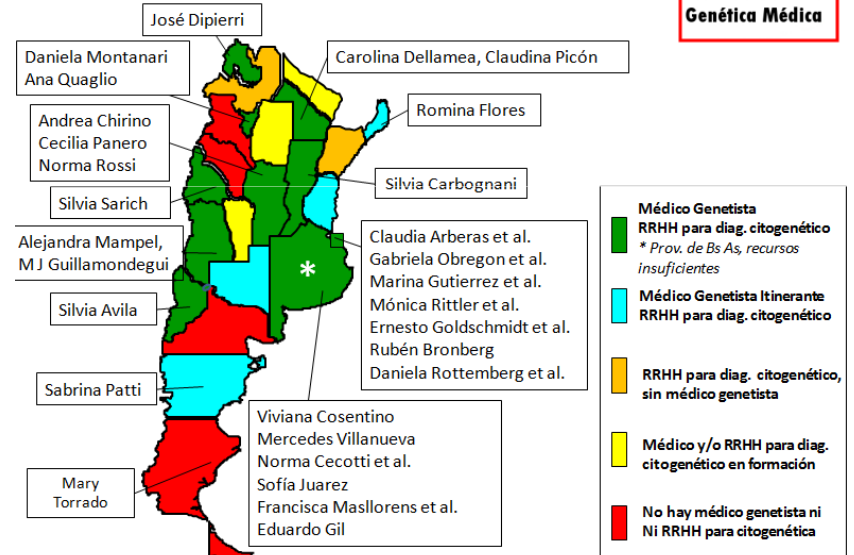 Genética Médica
José Dipierri
Daniela Montanari
Ana Quaglio
Carolina Dellamea, Claudina Picón
Romina Flores
Andrea Chirino
Cecilia Panero
Norma Rossi
Silvia Carbognani
Silvia Sarich
Alejandra Mampel,
M J Guillamondegui
Silvia Avila
Claudia Arberas et al.
Gabriela Obregon et al.
Marina Gutierrez et al.
Mónica Rittler et al.
Ernesto Goldschmidt et al.
Rubén Bronberg
Daniela Rottemberg et al.
*
Sabrina Patti
Viviana Cosentino
Mercedes Villanueva
Norma Cecotti et al.
Sofía Juarez
Francisca Masllorens et al.
Eduardo Gil
Mary
Torrado
Médico Genetista
RRHH para diag. citogenético
* Prov. de Bs As, recursos
insuficientes
Médico Genetista Itinerante
RRHH para diag. citogenético
RRHH para diag. citogenético,
sin médico genetista
Médico y/o RRHH para diag.
citogenético en formación
No hay médico genetista ni
Ni RRHH para citogenética